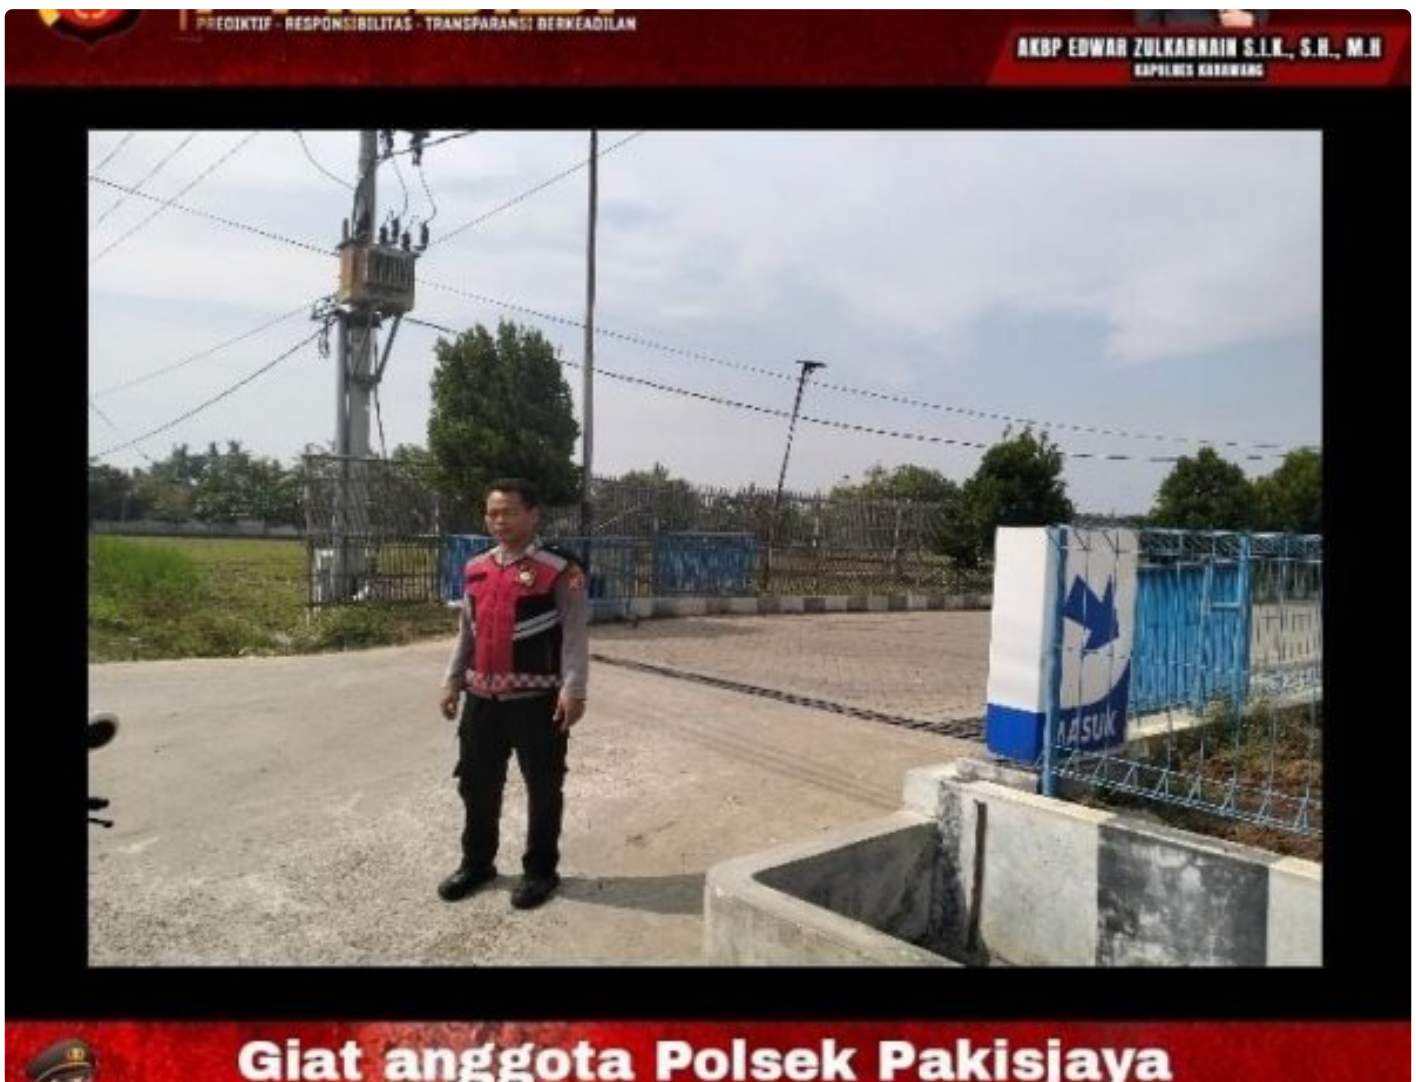 PREDIKTIF - RESPONSIBILITAS - TRANSPARANSI BERKEADILAN
AKBP EDWAR ZULKARNAIN S.I.K., S.H., M.H
KAPOLRES KARAWANG
MASUK
Giat anggota Polsek Pakisjaya